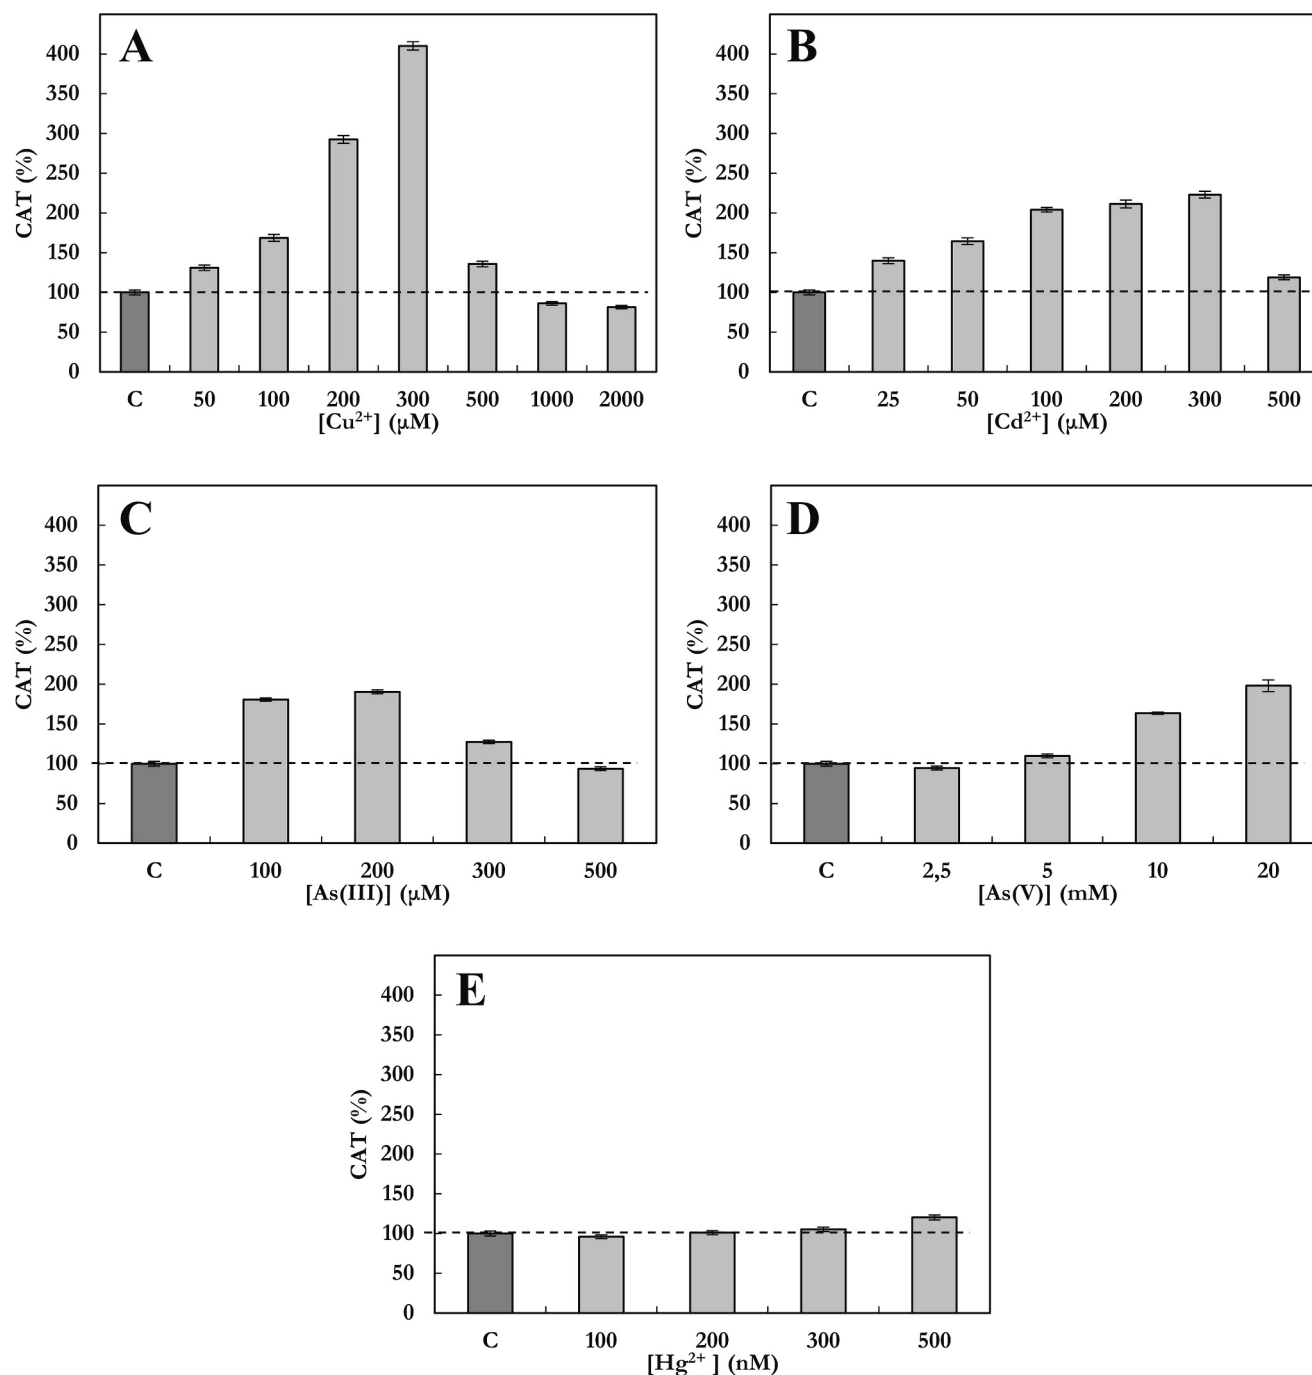 A
CAT (%)
400
350
300
250
200
150
100
50
0
C 50 100 200 300 500 1000 2000
[Cu²⁺] (μM)
B
CAT (%)
400
350
300
250
200
150
100
50
0
C 25 50 100 200 300 500
[Cd²⁺] (μM)
C
CAT (%)
400
350
300
250
200
150
100
50
0
C 100 200 300 500
[As(III)] (μM)
D
CAT (%)
400
350
300
250
200
150
100
50
0
C 2,5 5 10 20
[As(V)] (mM)
E
CAT (%)
400
350
300
250
200
150
100
50
0
C 100 200 300 500
[Hg²⁺ ] (nM)